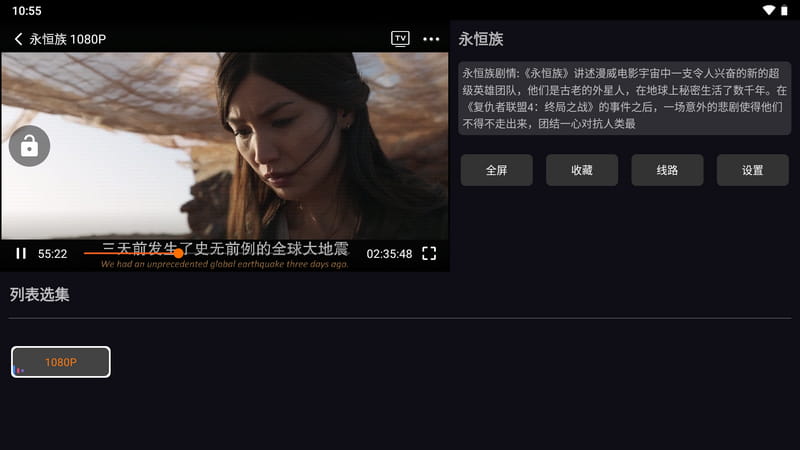 10:55
永恒族 1080P
TV
三天前发生了史无前例的全球大地震
We had an unprecedented global earthquake three days ago.
55:22
02:35:48
永恒族
永恒族剧情:《永恒族》讲述漫威电影宇宙中一支令人兴奋的新的超
级英雄团队，他们是古老的外星人，在地球上秘密生活了数千年。在
《复仇者联盟4：终局之战》的事件之后，一场意外的悲剧使得他们
不得不走出来，团结一心对抗人类最
全屏
收藏
线路
设置
列表选集
1080P